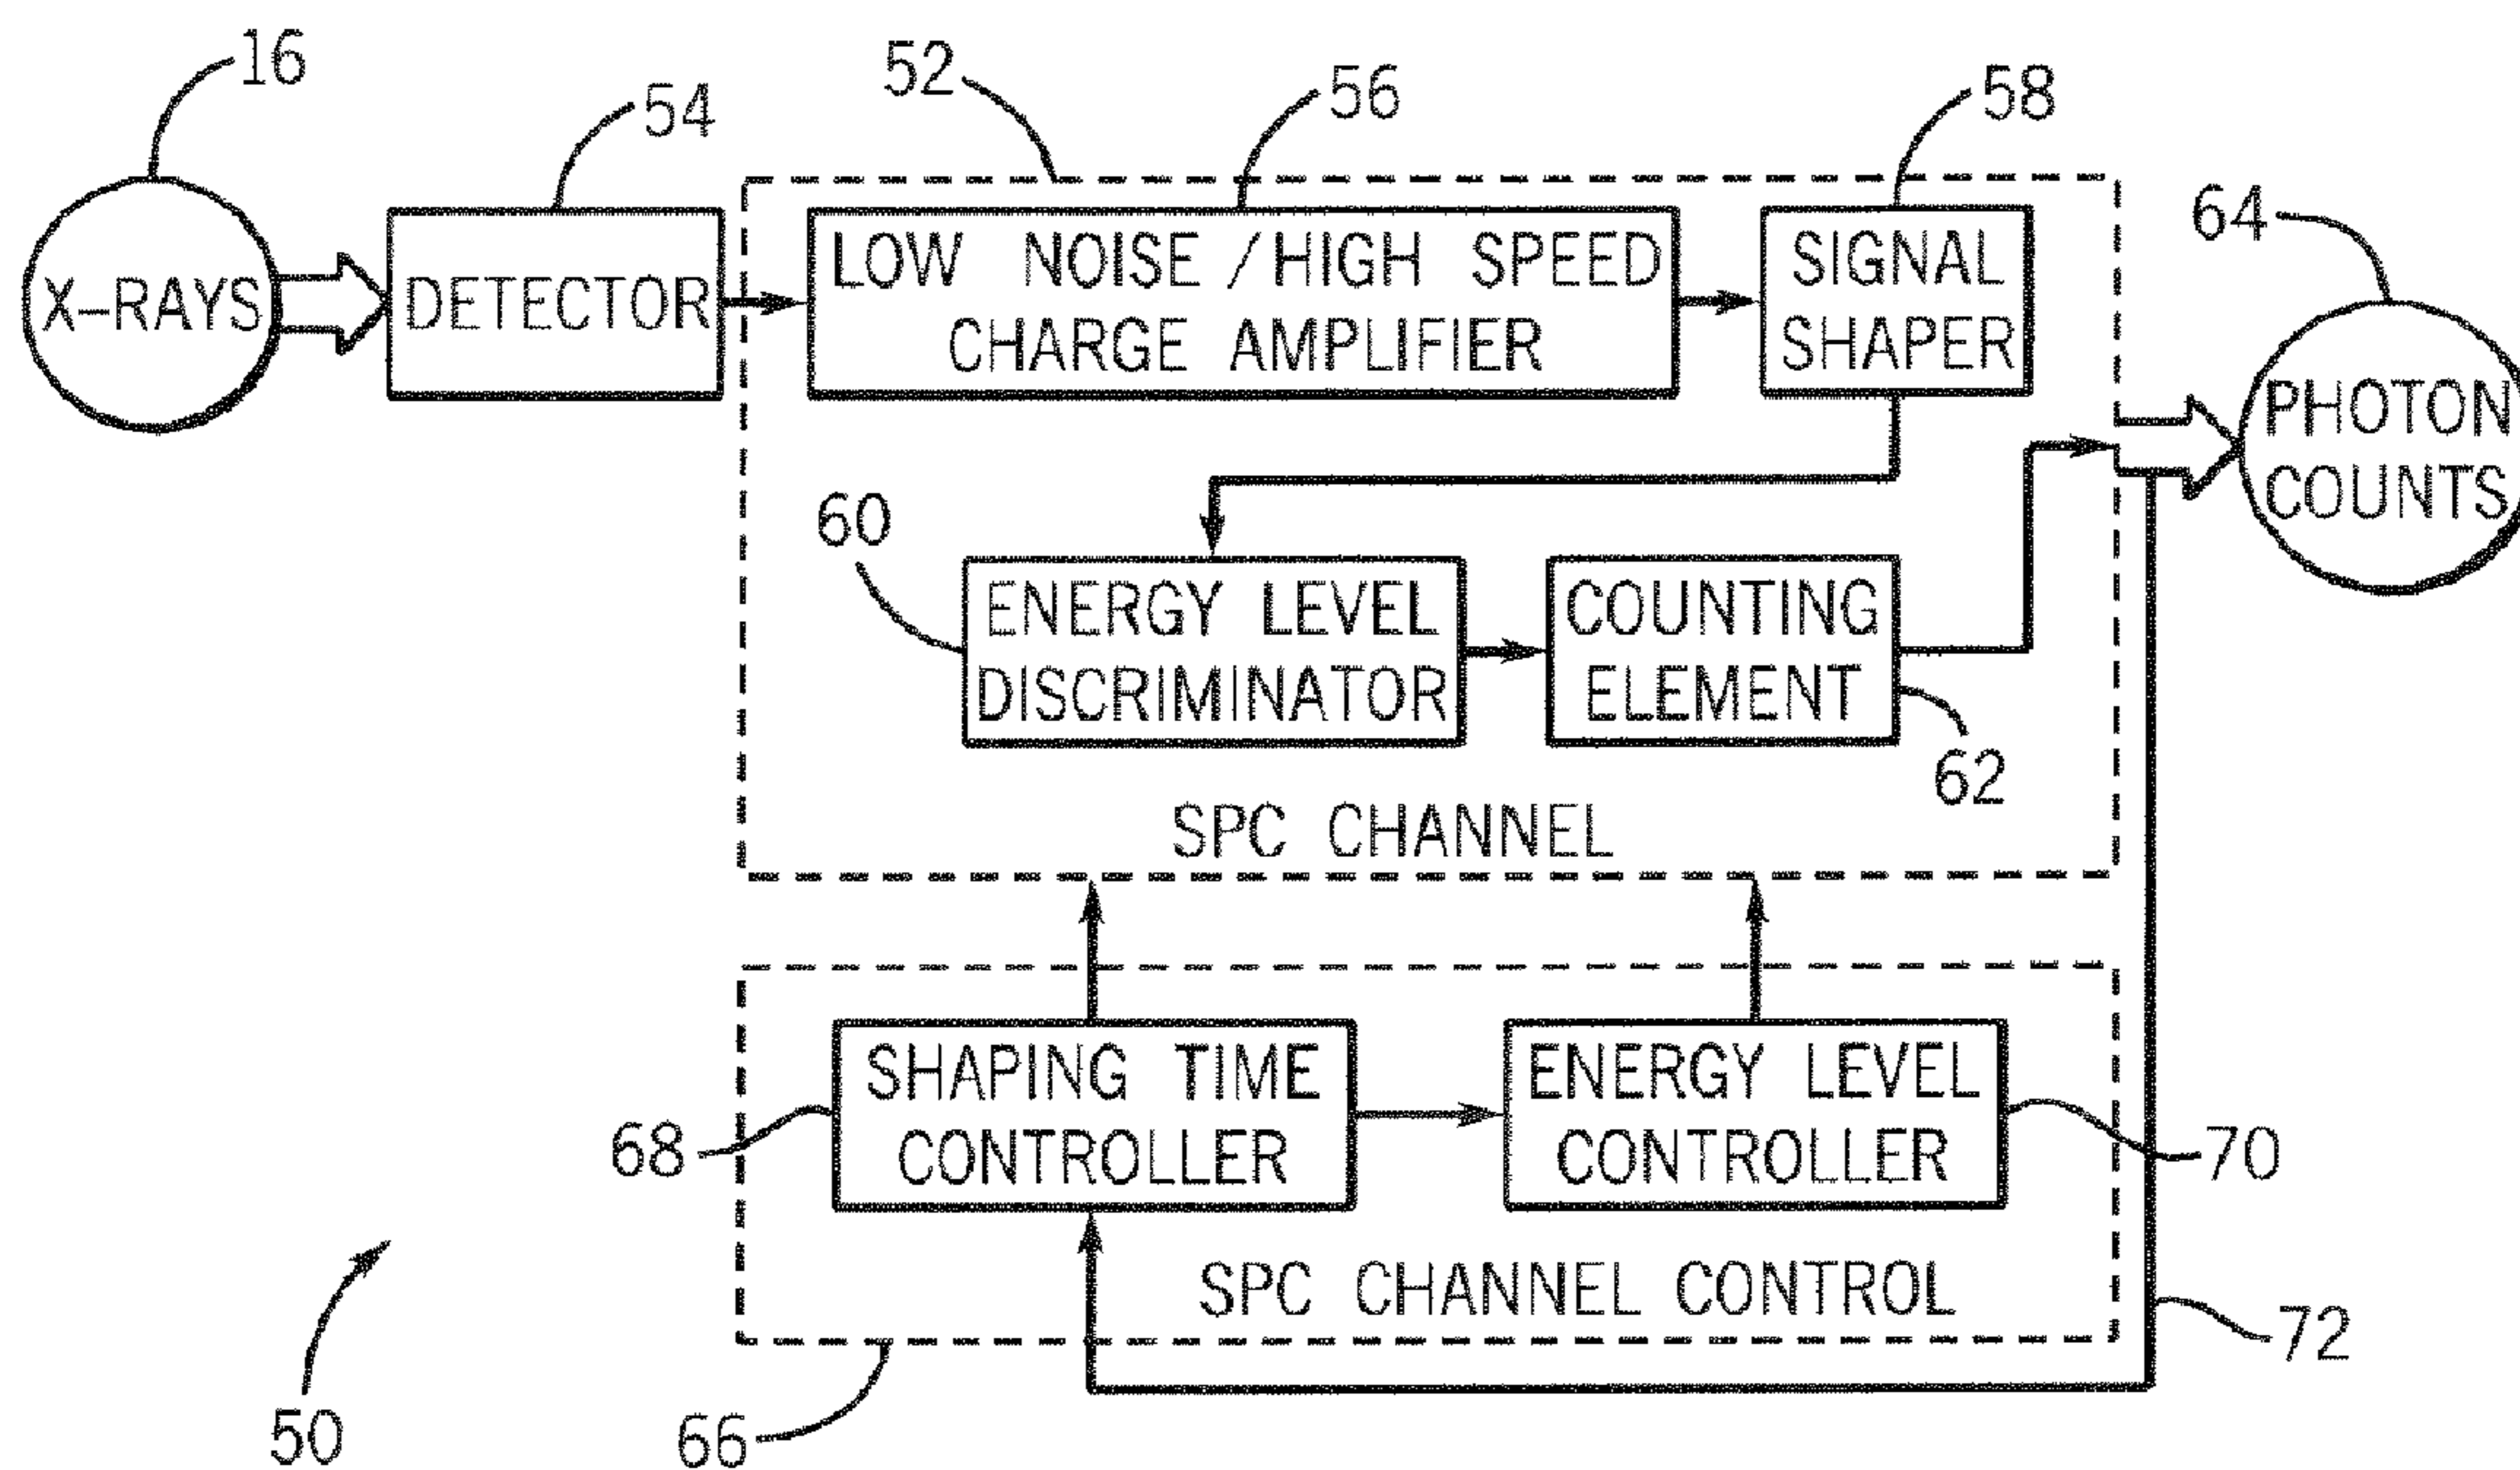 16
54
52
56
58
64
X-RAYS
DETECTOR
LOW NOISE/HIGH SPEED
CHARGE AMPLIFIER
SIGNAL
SHAPER
PHOTON
COUNTS
60
ENERGY LEVEL
DISCRIMINATOR
COUNTING
ELEMENT
62
SPC CHANNEL
68
SHAPING TIME
CONTROLLER
ENERGY LEVEL
CONTROLLER
70
SPC CHANNEL CONTROL
72
50
66